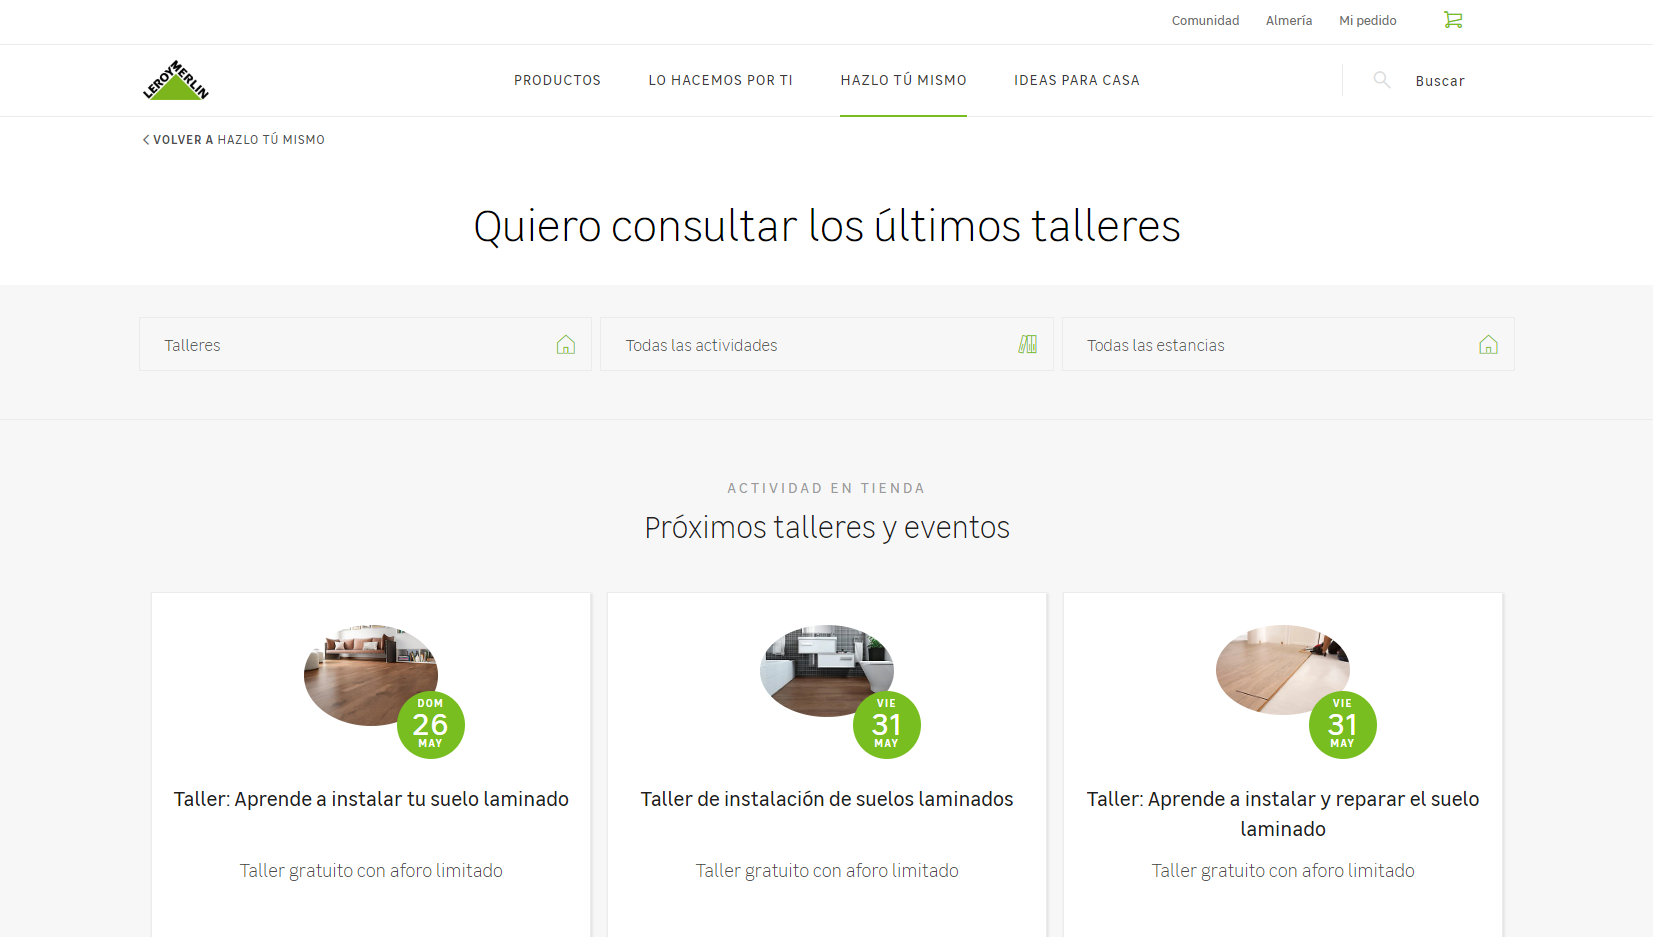 Comunidad Almería Mi pedido
LEROY MERLIN
PRODUCTOS LO HACEMOS POR TI HAZLO TÚ MISMO IDEAS PARA CASA Buscar
VOLVER A HAZLO TÚ MISMO
Quiero consultar los últimos talleres
Talleres Todas las actividades Todas las estancias
ACTIVIDAD EN TIENDA
Próximos talleres y eventos
DOM
26
MAY
Taller: Aprende a instalar tu suelo laminado
Taller gratuito con aforo limitado
VIE
31
MAY
Taller de instalación de suelos laminados
Taller gratuito con aforo limitado
VIE
31
MAY
Taller: Aprende a instalar y reparar el suelo
laminado
Taller gratuito con aforo limitado